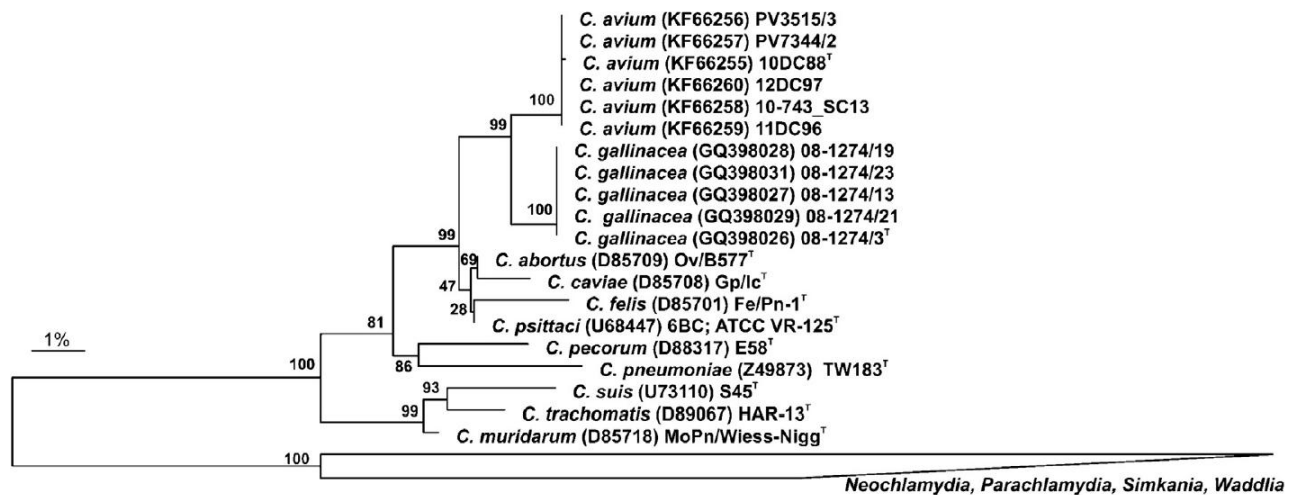 C. avium (KF66256) PV3515/3
C. avium (KF66257) PV7344/2
C. avium (KF66255) 10DC88ᵀ
C. avium (KF66260) 12DC97
C. avium (KF66258) 10-743_SC13
100
C. avium (KF66259) 11DC96
99
C. gallinacea (GQ398028) 08-1274/19
C. gallinacea (GQ398031) 08-1274/23
C. gallinacea (GQ398027) 08-1274/13
100
C. gallinacea (GQ398029) 08-1274/21
C. gallinacea (GQ398026) 08-1274/3ᵀ
99
69
C. abortus (D85709) Ov/B577ᵀ
C. caviae (D85708) Gp/Icᵀ
47
C. felis (D85701) Fe/Pn-1ᵀ
28
C. psittaci (U68447) 6BC; ATCC VR-125ᵀ
81
1%
C. pecorum (D88317) E58ᵀ
86
C. pneumoniae (Z49873) TW183ᵀ
100
93
C. suis (U73110) S45ᵀ
99
C. trachomatis (D89067) HAR-13ᵀ
C. muridarum (D85718) MoPn/Wiess-Niggᵀ
100
Neochlamydia, Parachlamydia, Simkania, Waddlia